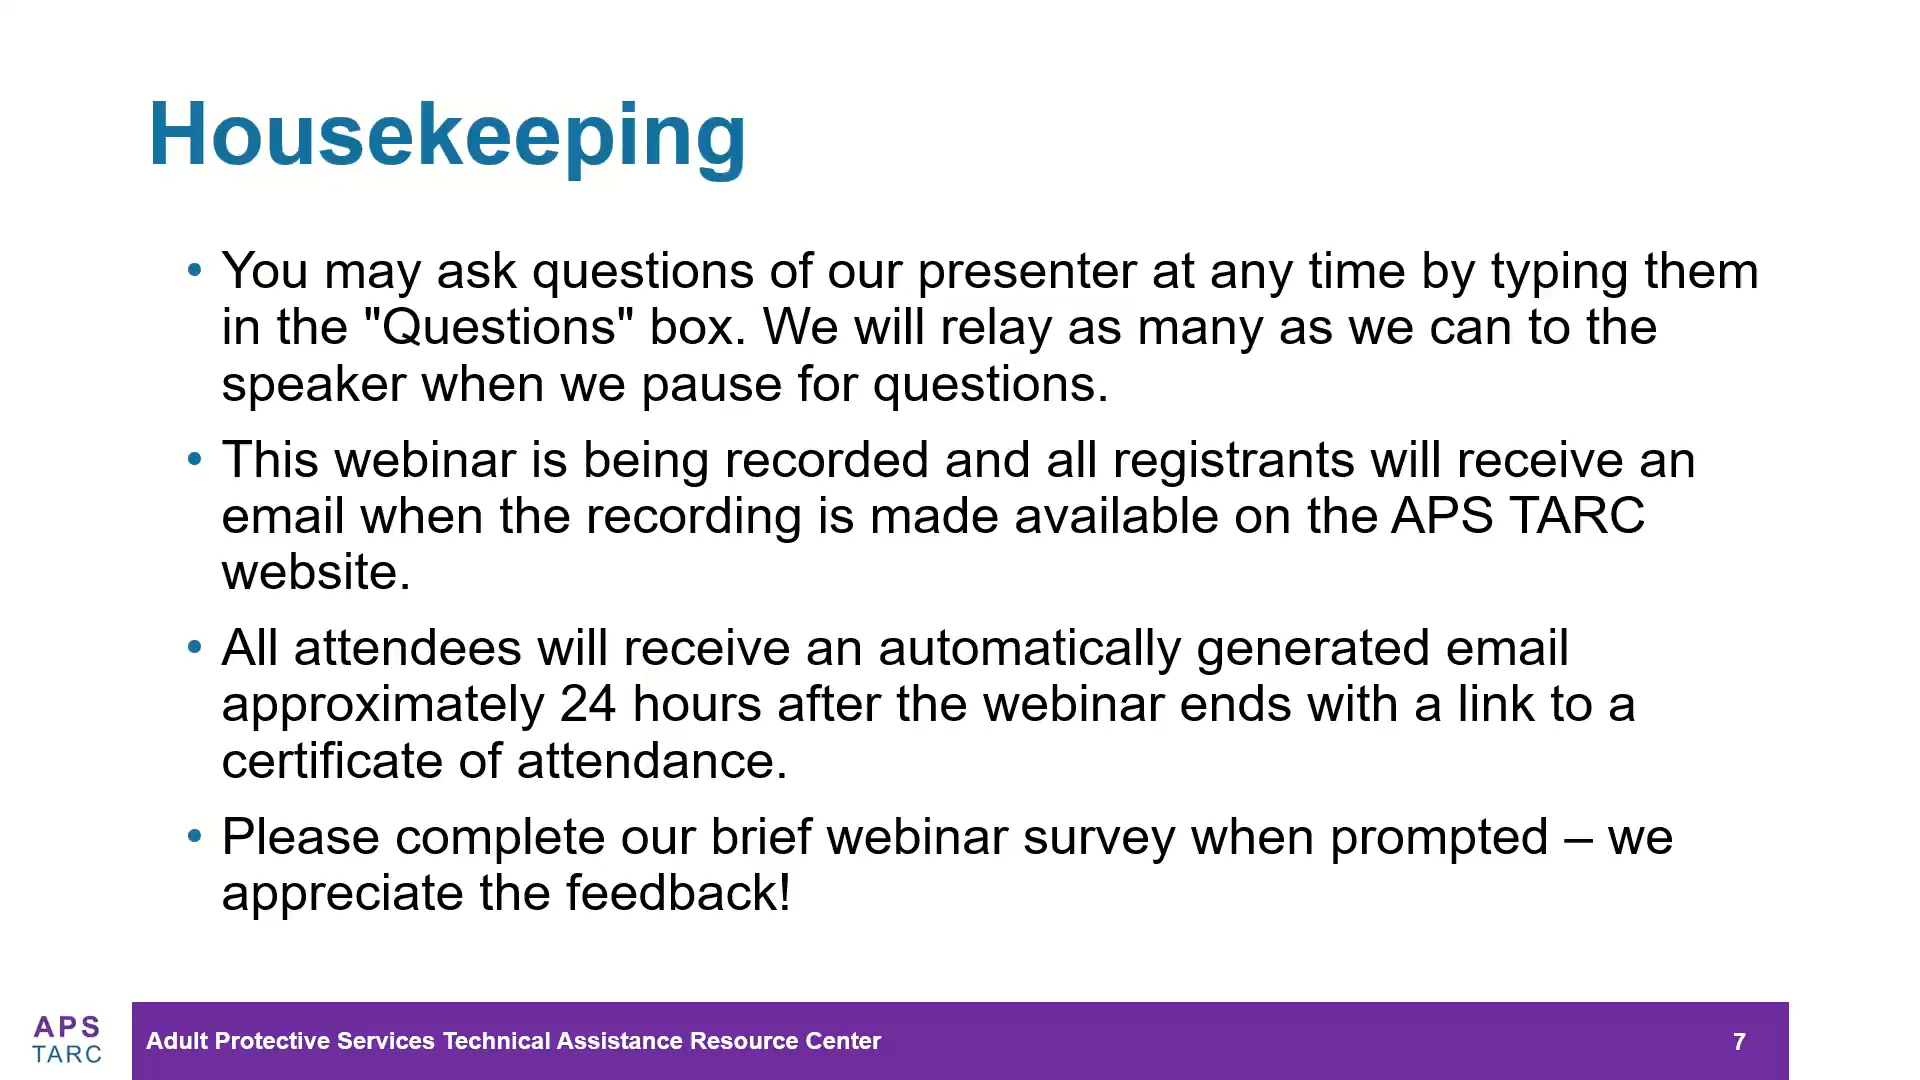 Housekeeping
• You may ask questions of our presenter at any time by typing them
in the "Questions" box. We will relay as many as we can to the
speaker when we pause for questions.
• This webinar is being recorded and all registrants will receive an
email when the recording is made available on the APS TARC
website.
• All attendees will receive an automatically generated email
approximately 24 hours after the webinar ends with a link to a
certificate of attendance.
• Please complete our brief webinar survey when prompted – we
appreciate the feedback!
APS
TARC
Adult Protective Services Technical Assistance Resource Center
7